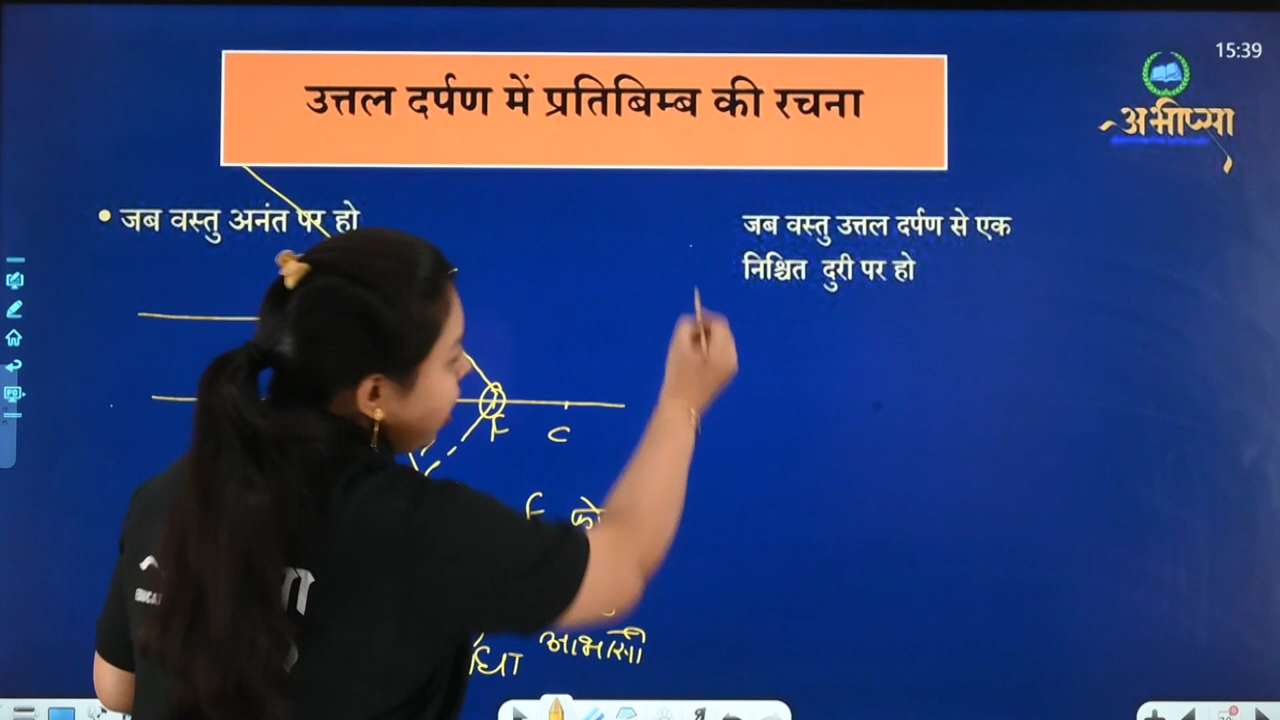 15:39
उत्तल दर्पण में प्रतिबिम्ब की रचना
अभीप्सा
• जब वस्तु अनंत पर हो
जब वस्तु उत्तल दर्पण से एक
निश्चित दुरी पर हो
F
C
F
आभासी